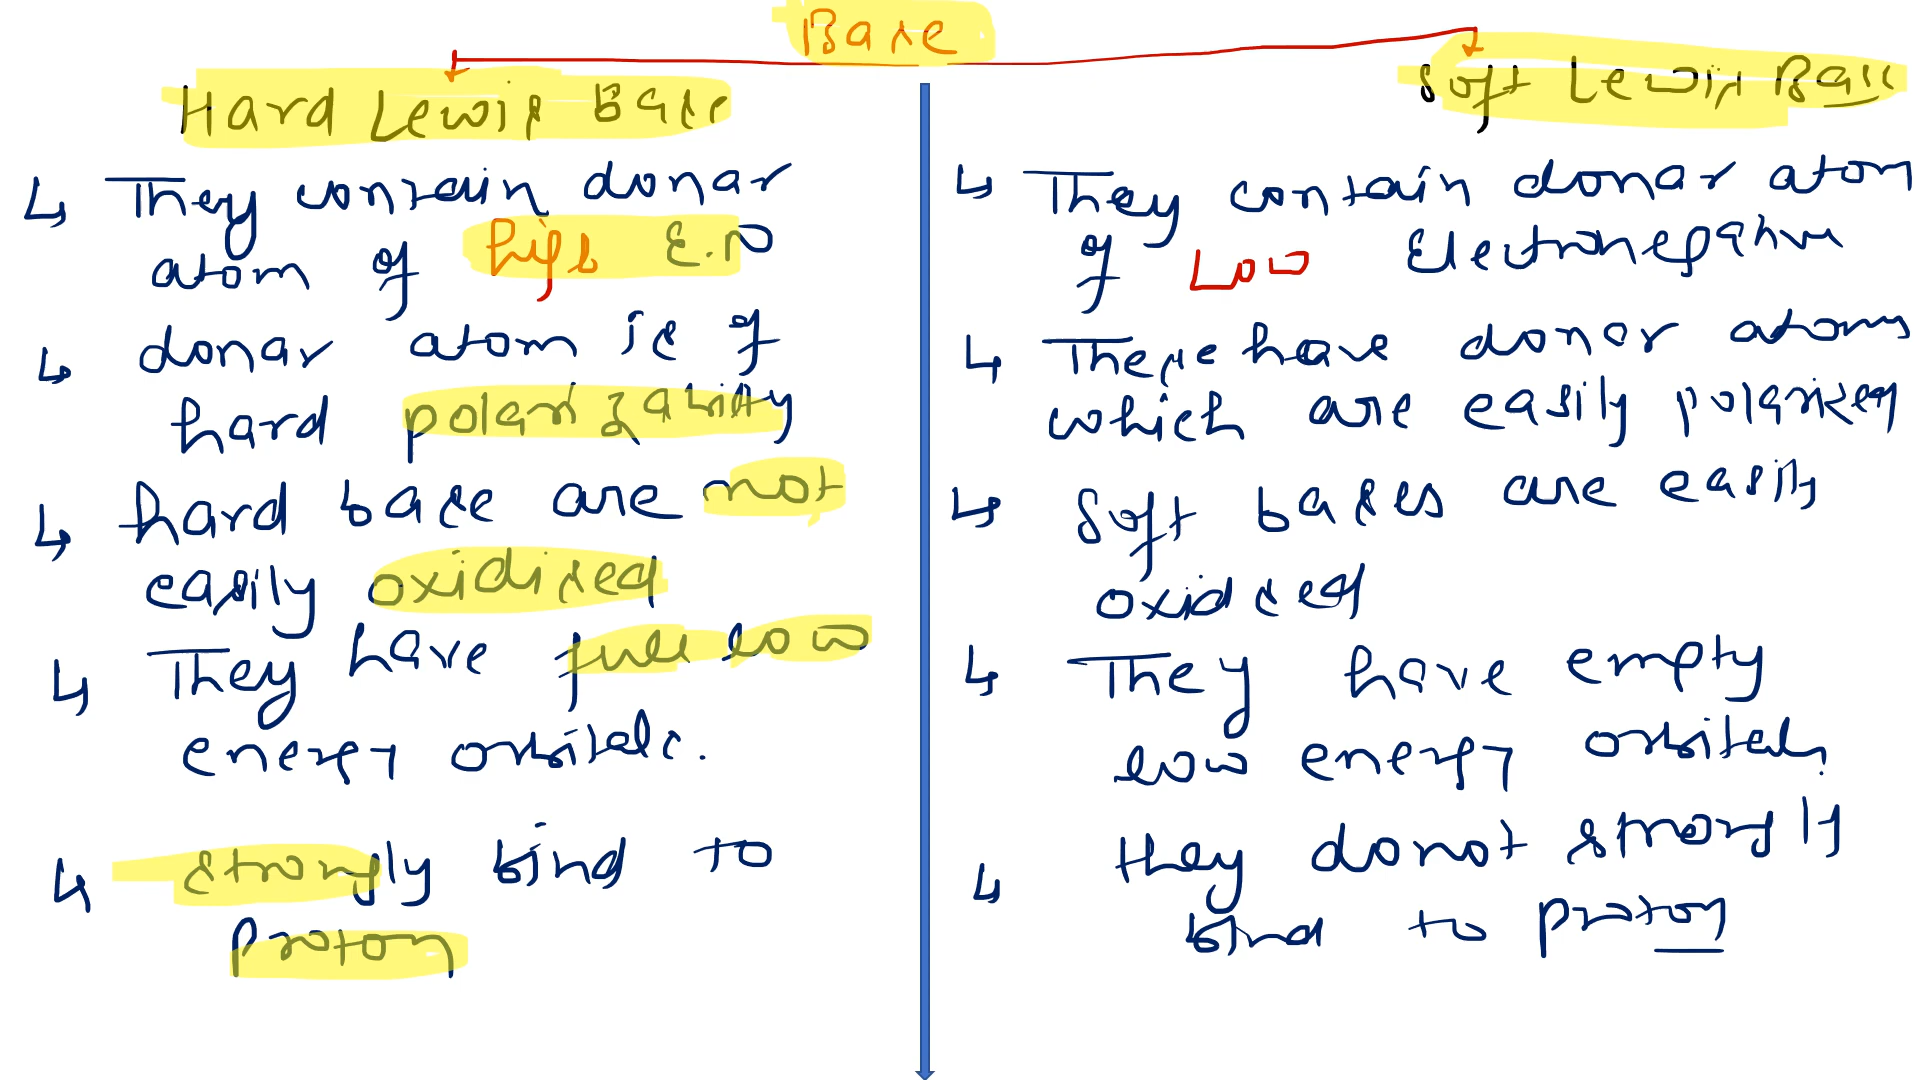 Base
Hard Lewis Base
They contain donar
atom of high E.N
donar atom is of
hard polarizability
hard base are not
easily oxidised
They have full low
energy orbitals.
strongly bind to
proton
Soft Lewis Base
They contain donar atom
of Low Electronegative
These have donor atoms
which are easily polarized
Soft bases are easily
oxidised
They have empty
low energy orbitals,
they donot strongly
bind to proton